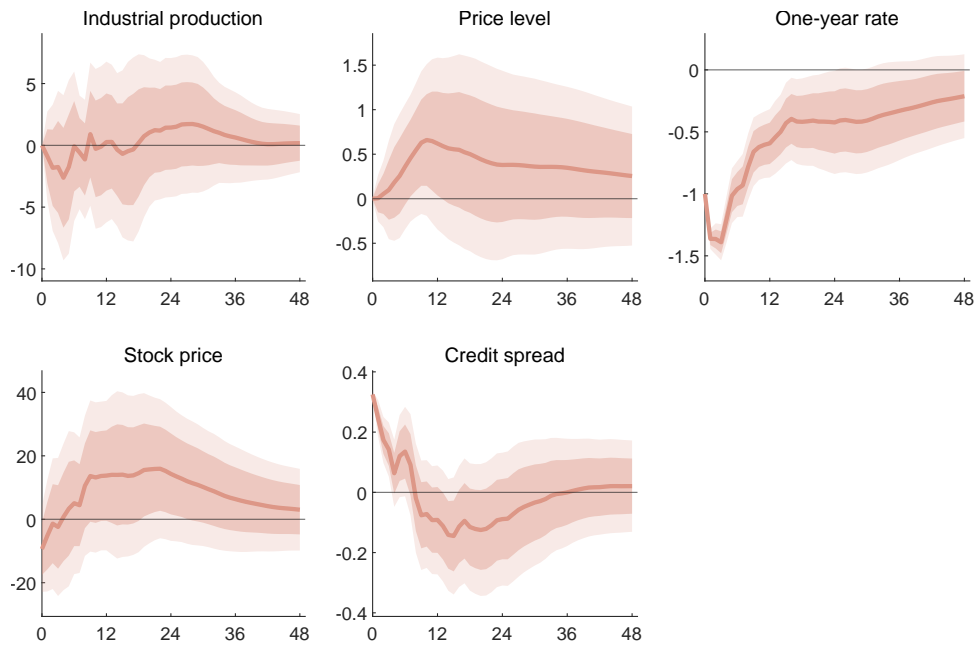 Industrial production
5
0
-5
-10
0 12 24 36 48
Price level
1.5
1
0.5
0
-0.5
0 12 24 36 48
One-year rate
0
-0.5
-1
-1.5
0 12 24 36 48
Stock price
40
20
0
-20
0 12 24 36 48
Credit spread
0.4
0.2
0
-0.2
-0.4
0 12 24 36 48